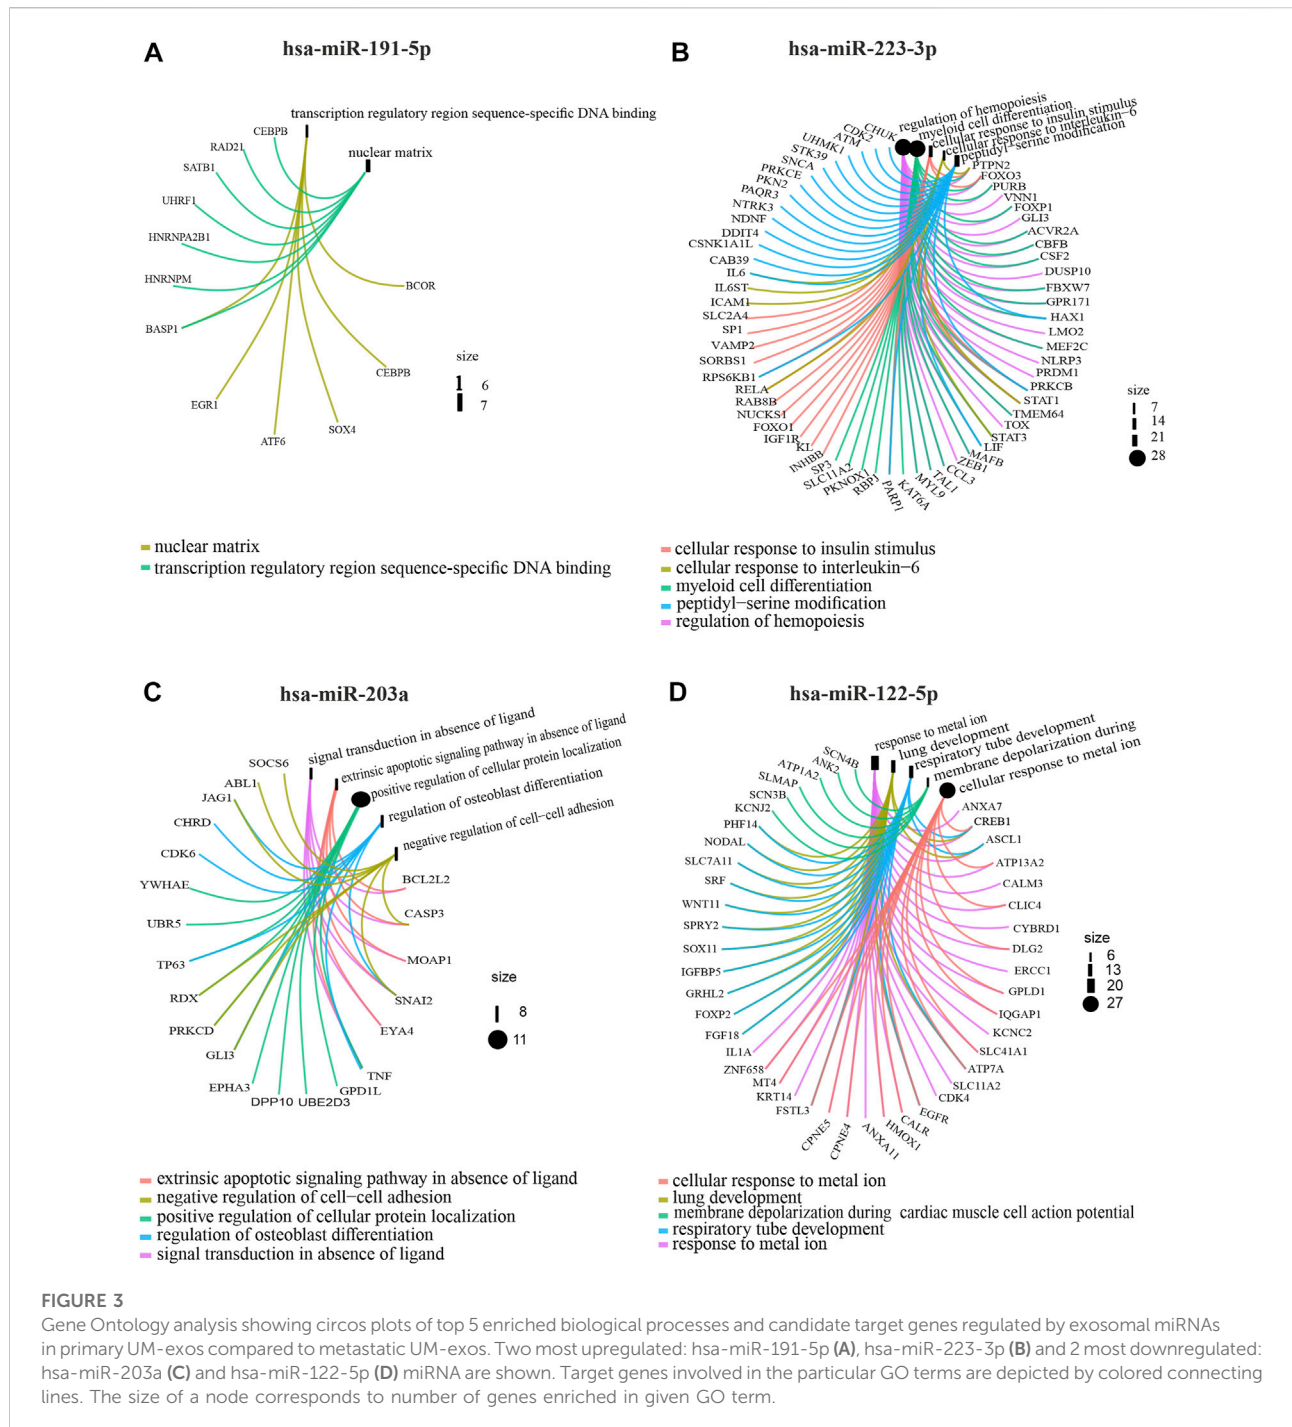 A
hsa-miR-191-5p
transcription regulatory region sequence-specific DNA binding
nuclear matrix
CEBPB
RAD21
SATB1
UHRF1
HNRNPA2B1
HNRNPM
BASP1
EGR1
ATF6
SOX4
CEBPB
BCOR
size
6
7
nuclear matrix
transcription regulatory region sequence-specific DNA binding
B
hsa-miR-223-3p
regulation of hemopoiesis
myeloid cell differentiation
cellular response to insulin stimulus
cellular response to interleukin-6
peptidyl-serine modification
CHUK
CDK2
ATM
UHMK1
STK39
SNCA
PRKCE
PKN2
PAQR3
NTRK3
NDNF
DDIT4
CSNK1A1L
CAB39
IL6
IL6ST
ICAM1
SLC2A4
SP1
VAMP2
SORBS1
RPS6KB1
RELA
RAB8B
NUCKS1
FOXO1
IGF1R
KL
INHBB
SP3
SLC11A2
PKNOX1
RBPJ
PARP1
KAT6A
MYL9
TAL1
CCL3
ZEB1
MAFB
LIF
STAT3
TOX
TMEM64
STAT1
PRKCB
PRDM1
NLRP3
MEF2C
LMO2
HAX1
GPR171
FBXW7
DUSP10
CSF2
CBFB
ACVR2A
GLI3
FOXP1
VNN1
PURB
FOXO3
PTPN2
size
7
14
21
28
cellular response to insulin stimulus
cellular response to interleukin−6
myeloid cell differentiation
peptidyl−serine modification
regulation of hemopoiesis
C
hsa-miR-203a
signal transduction in absence of ligand
extrinsic apoptotic signaling pathway in absence of ligand
positive regulation of cellular protein localization
regulation of osteoblast differentiation
negative regulation of cell−cell adhesion
SOCS6
ABL1
JAG1
CHRD
CDK6
YWHAE
UBR5
TP63
RDX
PRKCD
GLI3
EPHA3
DPP10
UBE2D3
GPD1L
TNF
EYA4
SNAI2
MOAP1
CASP3
BCL2L2
size
8
11
extrinsic apoptotic signaling pathway in absence of ligand
negative regulation of cell−cell adhesion
positive regulation of cellular protein localization
regulation of osteoblast differentiation
signal transduction in absence of ligand
D
hsa-miR-122-5p
response to metal ion
lung development
respiratory tube development
membrane depolarization during
cellular response to metal ion
SCN4B
ANK2
ATP1A2
SLMAP
SCN3B
KCNJ2
PHF14
NODAL
SLC7A11
SRF
WNT11
SPRY2
SOX11
IGFBP5
GRHL2
FOXP2
FGF18
IL1A
ZNF658
MT4
KRT14
FSTL3
CPNE5
CPNE4
ANXA11
HMOX1
CALR
EGFR
CDK4
SLC11A2
ATP7A
SLC41A1
KCNC2
IQGAP1
GPLD1
ERCC1
DLG2
CYBRD1
CLIC4
CALM3
ATP13A2
ASCL1
CREB1
ANXA7
size
6
13
20
27
cellular response to metal ion
lung development
membrane depolarization during cardiac muscle cell action potential
respiratory tube development
response to metal ion
FIGURE 3
Gene Ontology analysis showing circos plots of top 5 enriched biological processes and candidate target genes regulated by exosomal miRNAs
in primary UM-exos compared to metastatic UM-exos. Two most upregulated: hsa-miR-191-5p (A), hsa-miR-223-3p (B) and 2 most downregulated:
hsa-miR-203a (C) and hsa-miR-122-5p (D) miRNA are shown. Target genes involved in the particular GO terms are depicted by colored connecting
lines. The size of a node corresponds to number of genes enriched in given GO term.